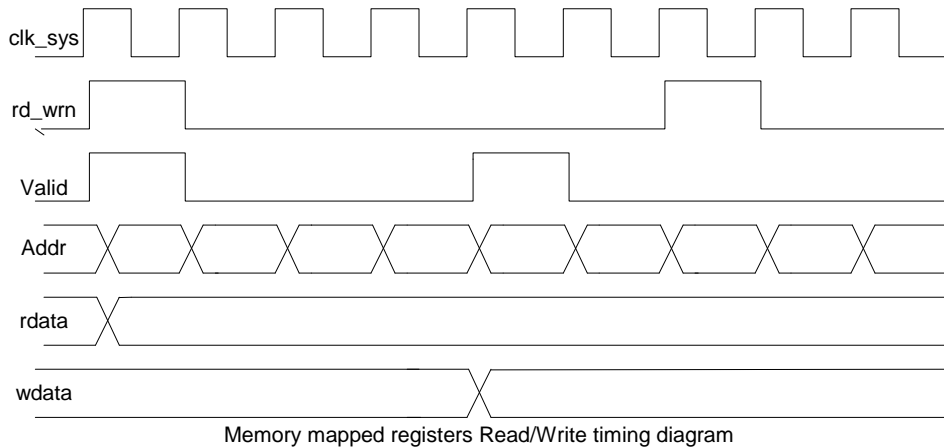 clk_sys
rd_wrn
Valid
Addr
rdata
wdata
Memory mapped registers Read/Write timing diagram